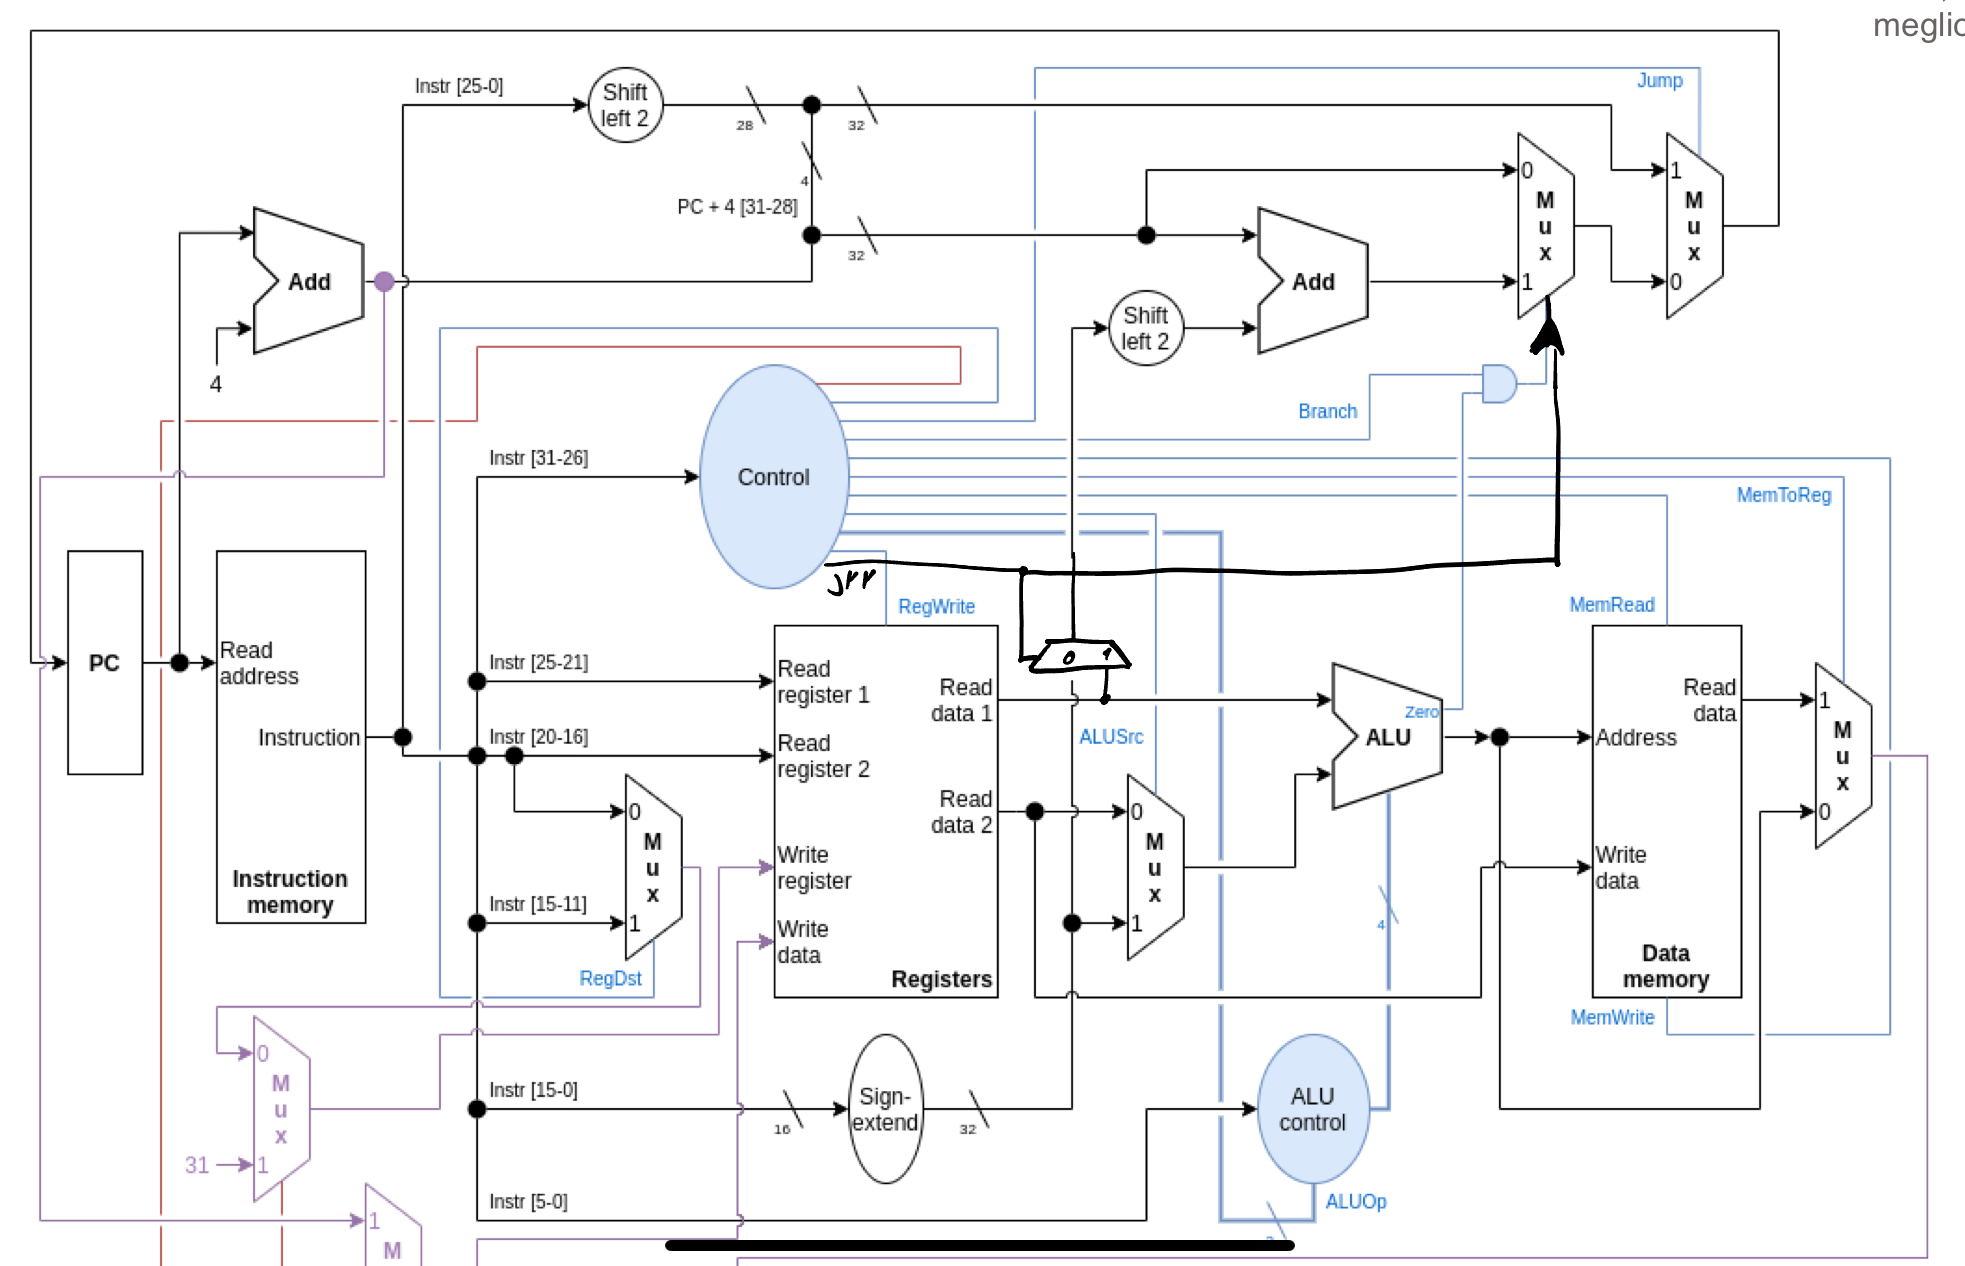 Instr [25-0]
Shift
left 2
28
32
4
PC + 4 [31-28]
32
Jump
0
M
u
x
1
1
M
u
x
0
Add
4
Add
Shift
left 2
Branch
Instr [31-26]
Control
MemToReg
jrr
RegWrite
MemRead
PC
Read
address
Instruction
Instruction
memory
Instr [25-21]
Instr [20-16]
0
M
u
x
1
Instr [15-11]
RegDst
Read
register 1
Read
register 2
Write
register
Write
data
Read
data 1
Read
data 2
Registers
0 1
ALUSrc
0
M
u
x
1
Zero
ALU
4
Address
Read
data
Write
data
Data
memory
MemWrite
1
M
u
x
0
0
M
u
x
31
1
Instr [15-0]
16
Sign-
extend
32
ALU
control
Instr [5-0]
ALUOp
1
M